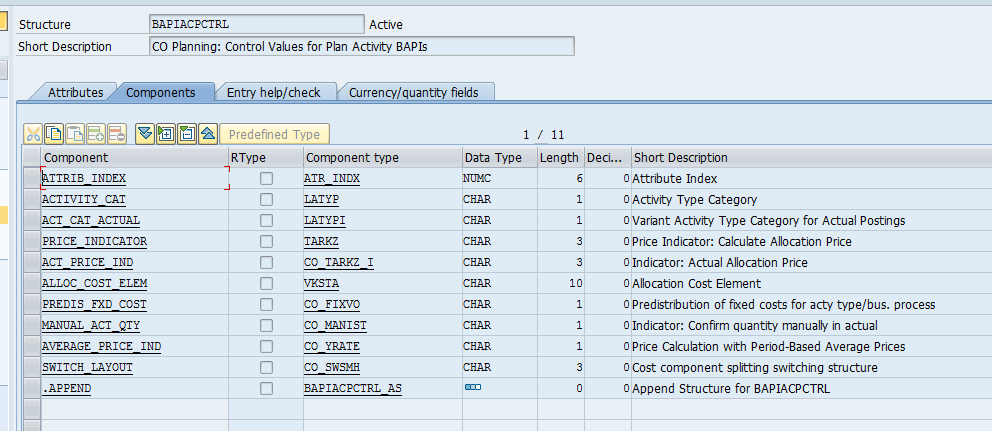 Structure BAPIACPCTRL Active
Short Description CO Planning: Control Values for Plan Activity BAPIs
Attributes Components Entry help/check Currency/quantity fields
Predefined Type 1 / 11
Component RType Component type Data Type Length Deci... Short Description
ATTRIB_INDEX ATR_INDX NUMC 6 0 Attribute Index
ACTIVITY_CAT LATYP CHAR 1 0 Activity Type Category
ACT_CAT_ACTUAL LATYPI CHAR 1 0 Variant Activity Type Category for Actual Postings
PRICE_INDICATOR TARKZ CHAR 3 0 Price Indicator: Calculate Allocation Price
ACT_PRICE_IND CO_TARKZ_I CHAR 3 0 Indicator: Actual Allocation Price
ALLOC_COST_ELEM VKSTA CHAR 10 0 Allocation Cost Element
PREDIS_FXD_COST CO_FIXVO CHAR 1 0 Predistribution of fixed costs for acty type/bus. process
MANUAL_ACT_QTY CO_MANIST CHAR 1 0 Indicator: Confirm quantity manually in actual
AVERAGE_PRICE_IND CO_YRATE CHAR 1 0 Price Calculation with Period-Based Average Prices
SWITCH_LAYOUT CO_SWSMH CHAR 3 0 Cost component splitting switching structure
.APPEND BAPIACPCTRL_AS 0 0 Append Structure for BAPIACPCTRL